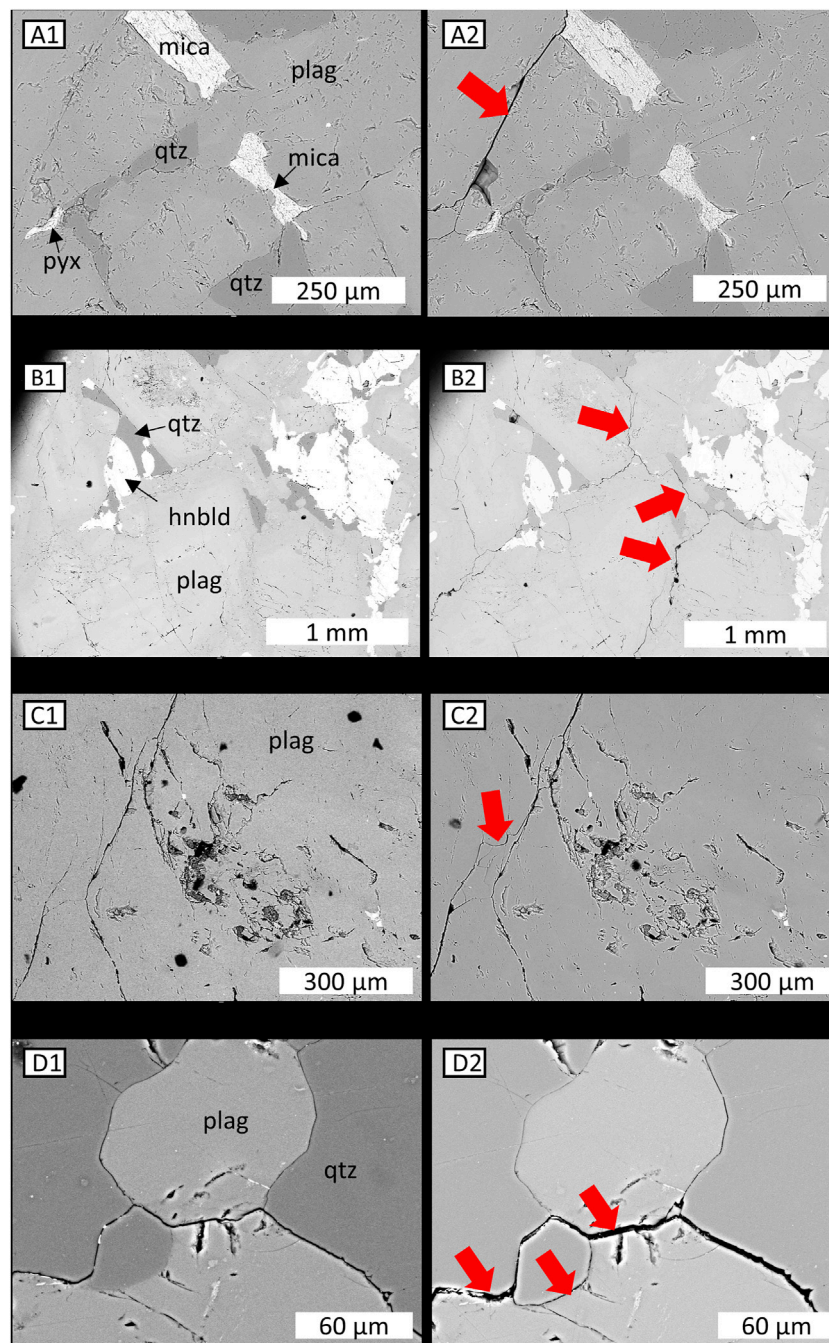 A1
mica
plag
qtz
mica
pyx
qtz
250 µm
A2
250 µm
B1
qtz
hnbld
plag
1 mm
B2
1 mm
C1
plag
300 µm
C2
300 µm
D1
plag
qtz
60 µm
D2
60 µm